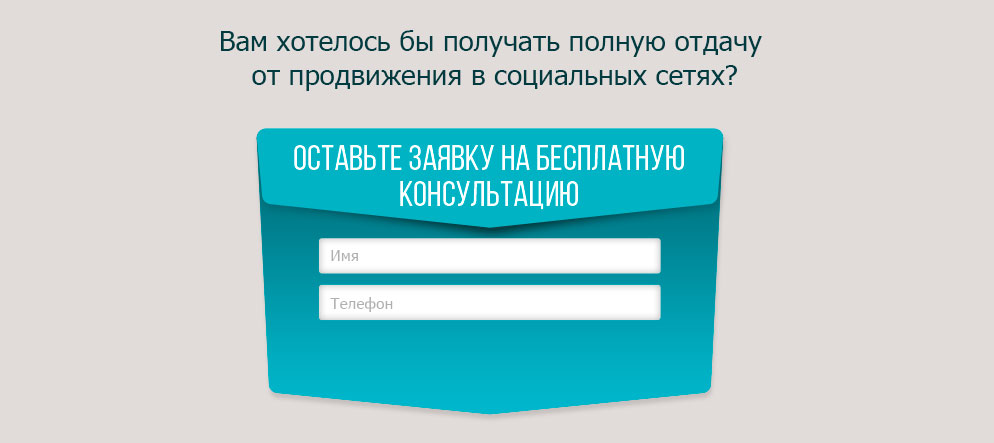 Вам хотелось бы получать полную отдачу
от продвижения в социальных сетях?
ОСТАВЬТЕ ЗАЯВКУ НА БЕСПЛАТНУЮ
КОНСУЛЬТАЦИЮ
Имя
Телефон